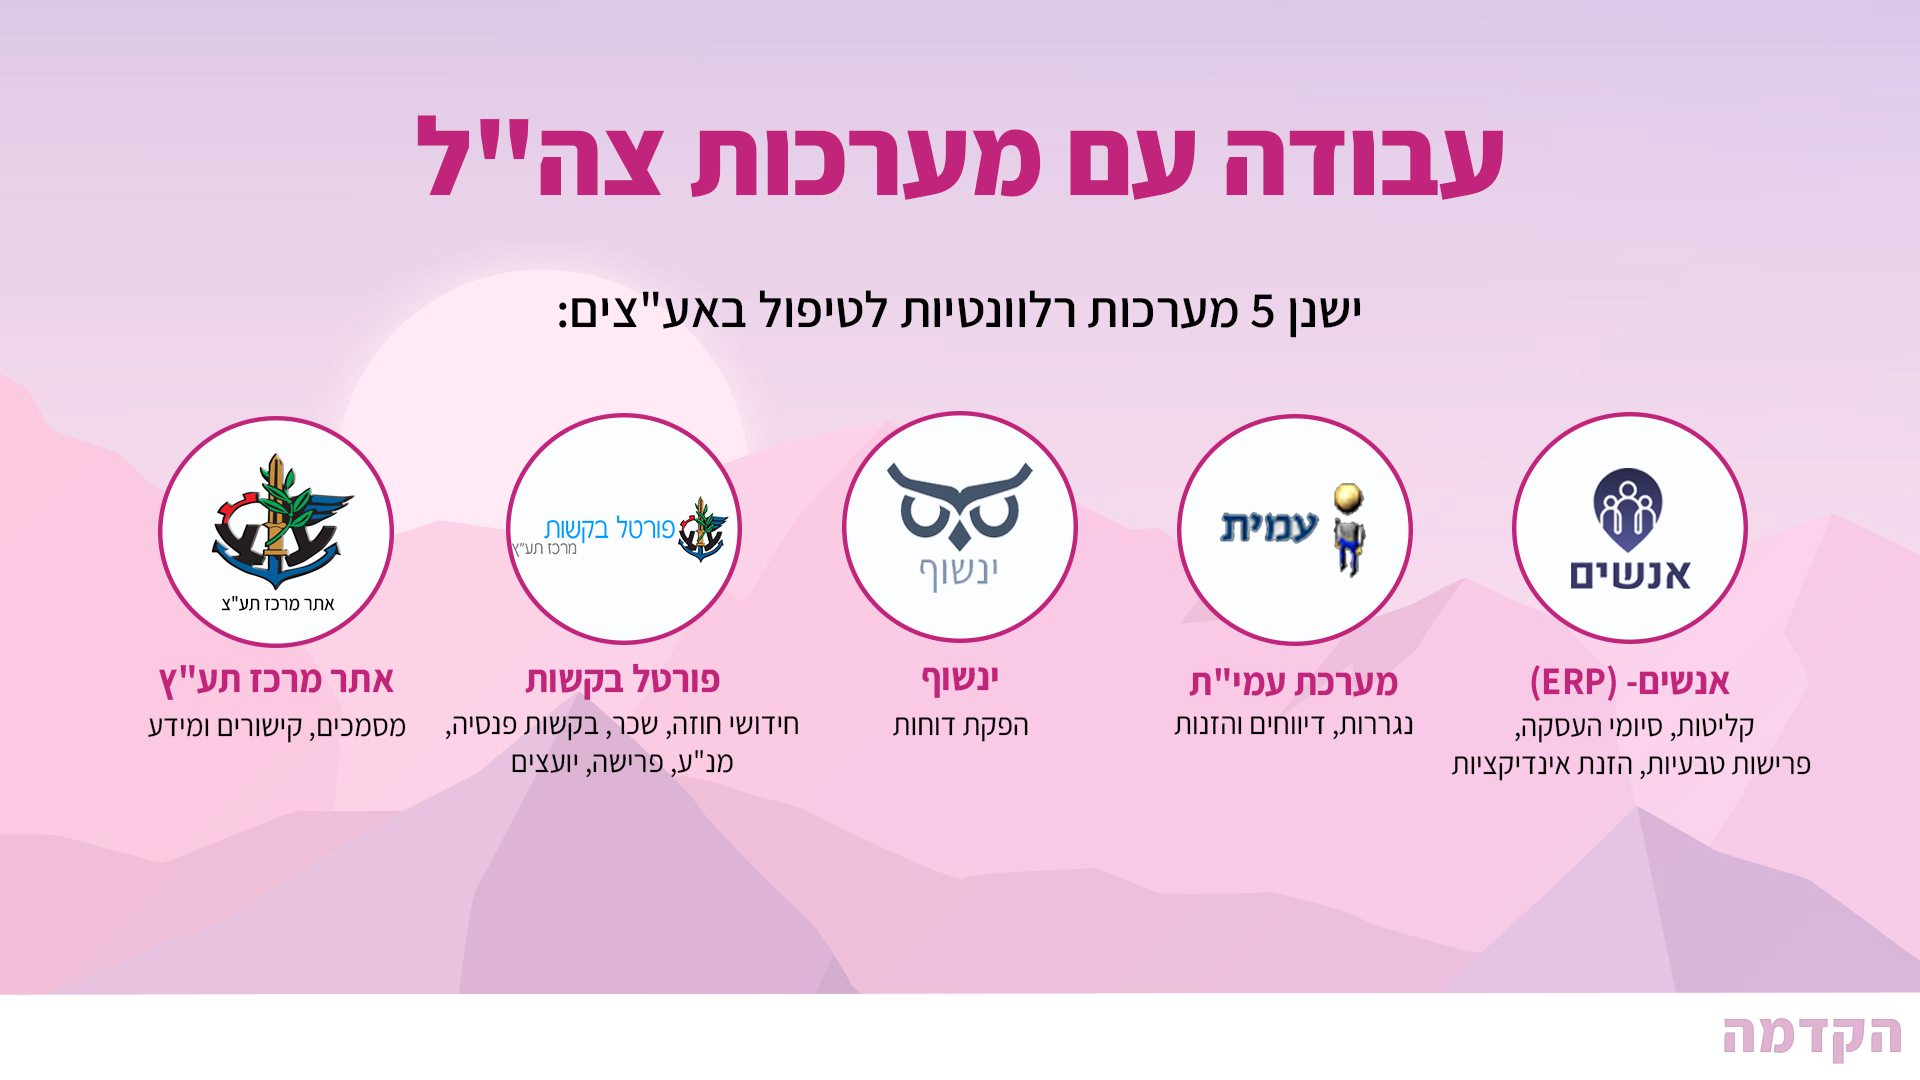 עבודה עם מערכות צה"ל
ישנן 5 מערכות רלוונטיות לטיפול באע"צים:
אנשים
אנשים- (ERP)
קליטות, סיומי העסקה,
פרישות טבעיות, הזנת אינדיקציות
עמית
מערכת עמי"ת
נגררות, דיווחים והזנות
ינשוף
ינשוף
הפקת דוחות
פורטל בקשות
מרכז תע"ץ
פורטל בקשות
חידושי חוזה, שכר, בקשות פנסיה,
מנ"ע, פרישה, יועצים
אתר מרכז תע"צ
אתר מרכז תע"ץ
מסמכים, קישורים ומידע
הקדמה